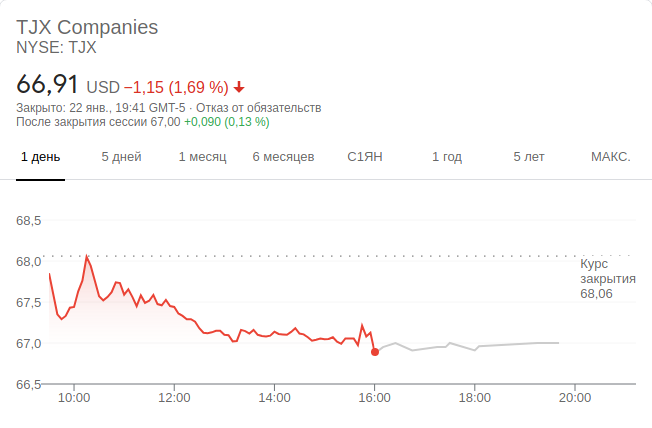 TJX Companies
NYSE: TJX
66,91 USD −1,15 (1,69 %)
Закрыто: 22 янв., 19:41 GMT-5 · Отказ от обязательств
После закрытия сессии 67,00 +0,090 (0,13 %)
1 день 5 дней 1 месяц 6 месяцев С1ЯН 1 год 5 лет МАКС.
68,5
68,0
67,5
67,0
66,5
Курс
закрытия
68,06
10:00 12:00 14:00 16:00 18:00 20:00